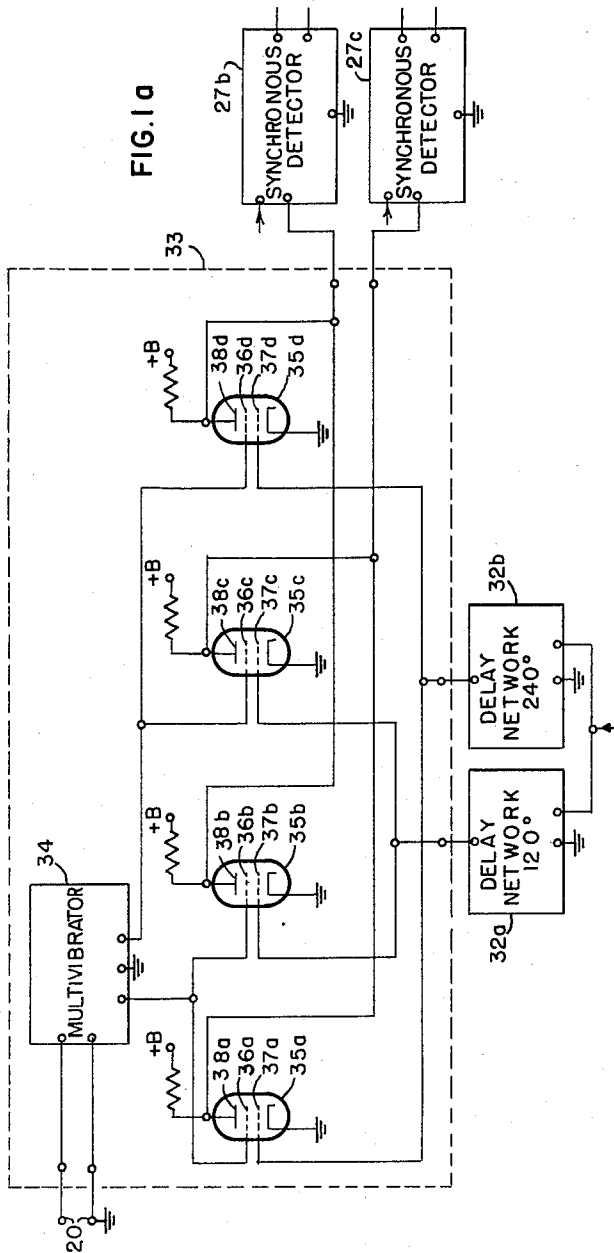 FIG.1a
33
34
MULTIVIBRATOR
20
+B
+B
+B
+B
38a
36a
37a
35a
38b
36b
37b
35b
38c
36c
37c
35c
38d
36d
37d
35d
27b
SYNCHRONOUS
DETECTOR
27c
SYNCHRONOUS
DETECTOR
32a
DELAY
NETWORK
120°
32b
DELAY
NETWORK
240°